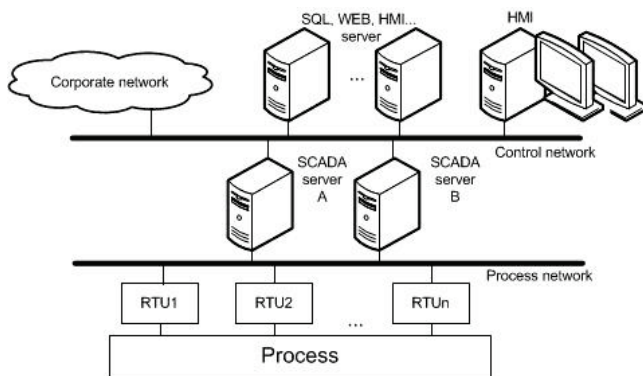 SQL, WEB, HMI...
server
HMI
Corporate network
...
Control network
SCADA
server
A
SCADA
server
B
Process network
RTU1
RTU2
...
RTUn
Process